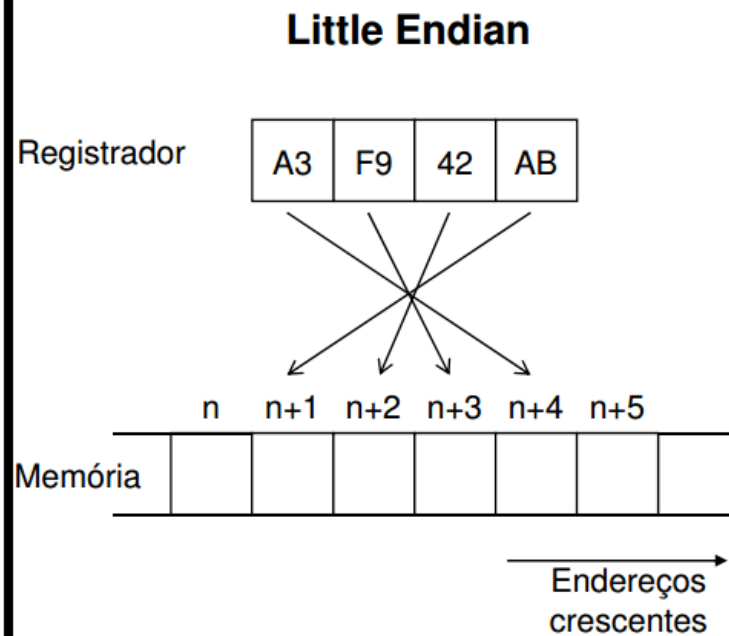 Little Endian
Registrador
A3 F9 42 AB
n n+1 n+2 n+3 n+4 n+5
Memória
Endereços
crescentes